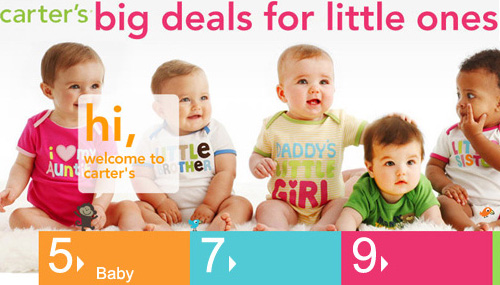 carter's big deals for little ones
hi,
welcome to
carter's
i ♥ my
Aunt
LITTLE
BROTHER
DADDY'S
LITTLE
GiRL
LITTLE
SISTER
5
Baby
7
9